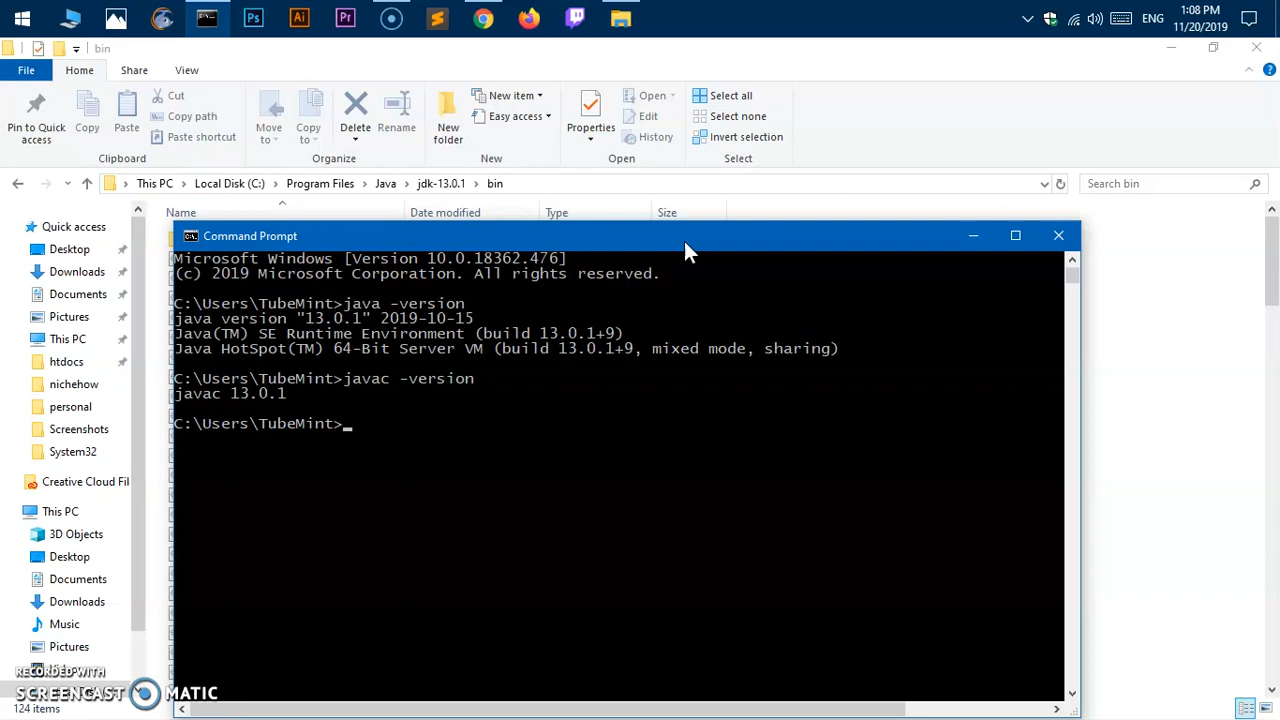 Ps
Ai
Pr
ENG
1:08 PM
11/20/2019
bin
File
Home
Share
View
Pin to Quick access
Copy
Paste
Cut
Copy path
Paste shortcut
Clipboard
Move to
Copy to
Delete
Rename
Organize
New folder
New item
Easy access
New
Properties
Open
Edit
History
Open
Select all
Select none
Invert selection
Select
This PC
Local Disk (C:)
Program Files
Java
jdk-13.0.1
bin
Search bin
Name
Date modified
Type
Size
Quick access
Desktop
Downloads
Documents
Pictures
This PC
htdocs
nichehow
personal
Screenshots
System32
Creative Cloud Fil
This PC
3D Objects
Desktop
Documents
Downloads
Music
Pictures
Command Prompt
Microsoft Windows [Version 10.0.18362.476]
(c) 2019 Microsoft Corporation. All rights reserved.
C:\Users\TubeMint>java -version
java version "13.0.1" 2019-10-15
Java(TM) SE Runtime Environment (build 13.0.1+9)
Java HotSpot(TM) 64-Bit Server VM (build 13.0.1+9, mixed mode, sharing)
C:\Users\TubeMint>javac -version
javac 13.0.1
C:\Users\TubeMint>
RECORDED WITH
SCREENCAST MATIC
124 items